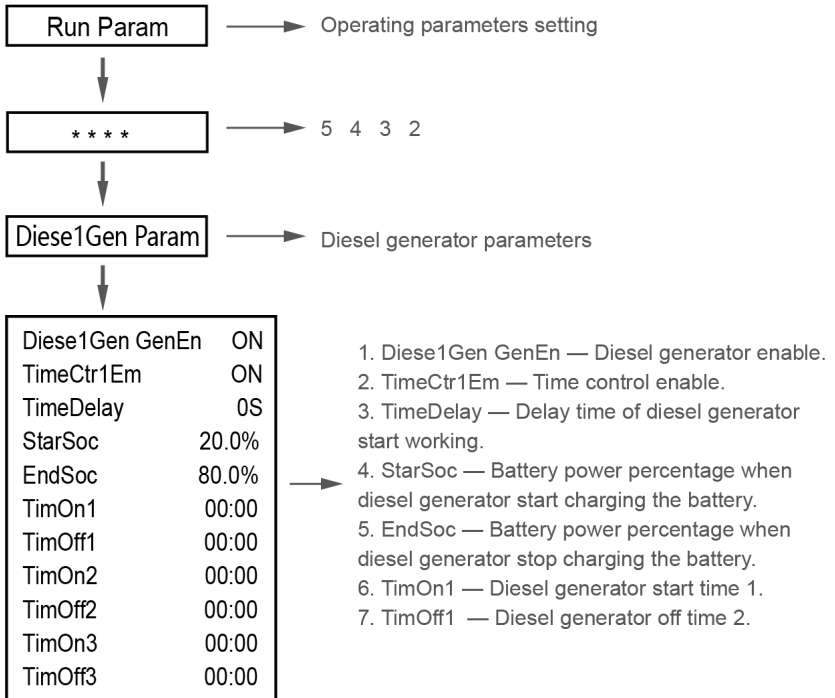 Run Param
Operating parameters setting
* * * *
5 4 3 2
Diese1Gen Param
Diesel generator parameters
Diese1Gen GenEn ON
TimeCtr1Em ON
TimeDelay 0S
StarSoc 20.0%
EndSoc 80.0%
TimOn1 00:00
TimOff1 00:00
TimOn2 00:00
TimOff2 00:00
TimOn3 00:00
TimOff3 00:00
1. Diese1Gen GenEn — Diesel generator enable.
2. TimeCtr1Em — Time control enable.
3. TimeDelay — Delay time of diesel generator
start working.
4. StarSoc — Battery power percentage when
diesel generator start charging the battery.
5. EndSoc — Battery power percentage when
diesel generator stop charging the battery.
6. TimOn1 — Diesel generator start time 1.
7. TimOff1 — Diesel generator off time 2.